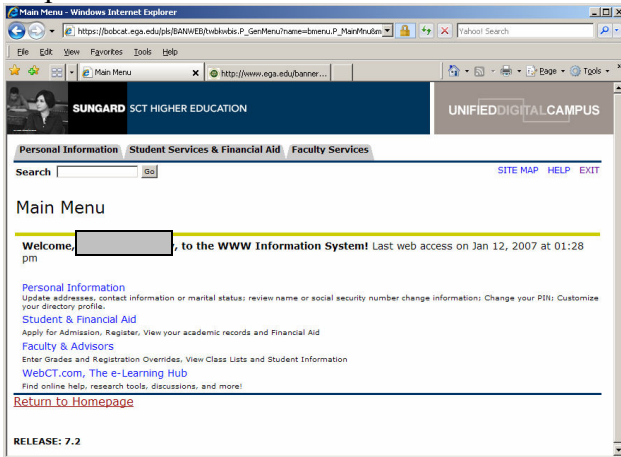 Main Menu - Windows Internet Explorer
https://bobcat.ega.edu/pls/BANWEB/twbkwbis.P_GenMenu?name=bmenu.P_MainMnu&m
Yahoo! Search
File Edit View Favorites Tools Help
Main Menu
http://www.ega.edu/banner...
Page
Tools
SUNGARD SCT HIGHER EDUCATION
UNIFIEDDIGITALCAMPUS
Personal Information
Student Services & Financial Aid
Faculty Services
Search
Go
SITE MAP HELP EXIT
Main Menu
Welcome, , to the WWW Information System! Last web access on Jan 12, 2007 at 01:28
pm
Personal Information
Update addresses, contact information or marital status; review name or social security number change information; Change your PIN; Customize
your directory profile.
Student & Financial Aid
Apply for Admission, Register, View your academic records and Financial Aid
Faculty & Advisors
Enter Grades and Registration Overrides, View Class Lists and Student Information
WebCT.com, The e-Learning Hub
Find online help, research tools, discussions, and more!
Return to Homepage
RELEASE: 7.2